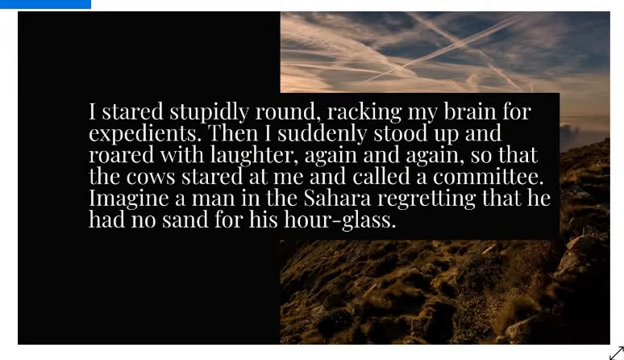 I stared stupidly round, racking my brain for
expedients. Then I suddenly stood up and
roared with laughter, again and again, so that
the cows stared at me and called a committee.
Imagine a man in the Sahara regretting that he
had no sand for his hour-glass.